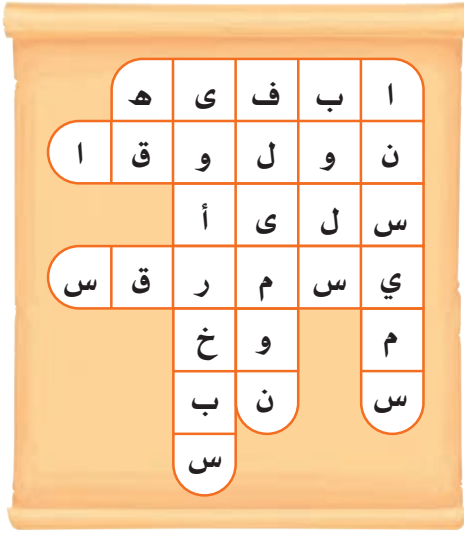 ا ب ف ى ه
ن و ل و ق ا
س ل ى أ
ي س م ر ق س
م و خ
س ن ب
س